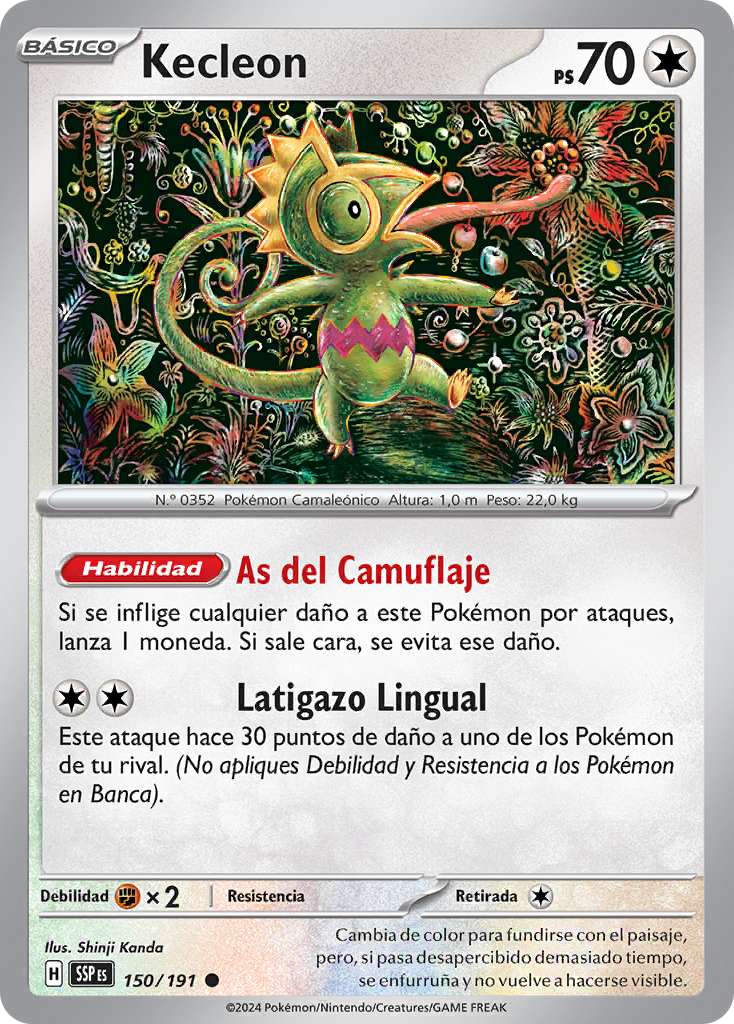 BÁSICO
Kecleon
PS 70
N.º 0352 Pokémon Camaleónico Altura: 1,0 m Peso: 22,0 kg
Habilidad As del Camuflaje
Si se inflige cualquier daño a este Pokémon por ataques,
lanza 1 moneda. Si sale cara, se evita ese daño.
Latigazo Lingual
Este ataque hace 30 puntos de daño a uno de los Pokémon
de tu rival. (No apliques Debilidad y Resistencia a los Pokémon
en Banca).
Debilidad × 2 Resistencia Retirada
Ilus. Shinji Kanda
H SSP ES 150/191
Cambia de color para fundirse con el paisaje,
pero, si pasa desapercibido demasiado tiempo,
se enfurruña y no vuelve a hacerse visible.
©2024 Pokémon/Nintendo/Creatures/GAME FREAK